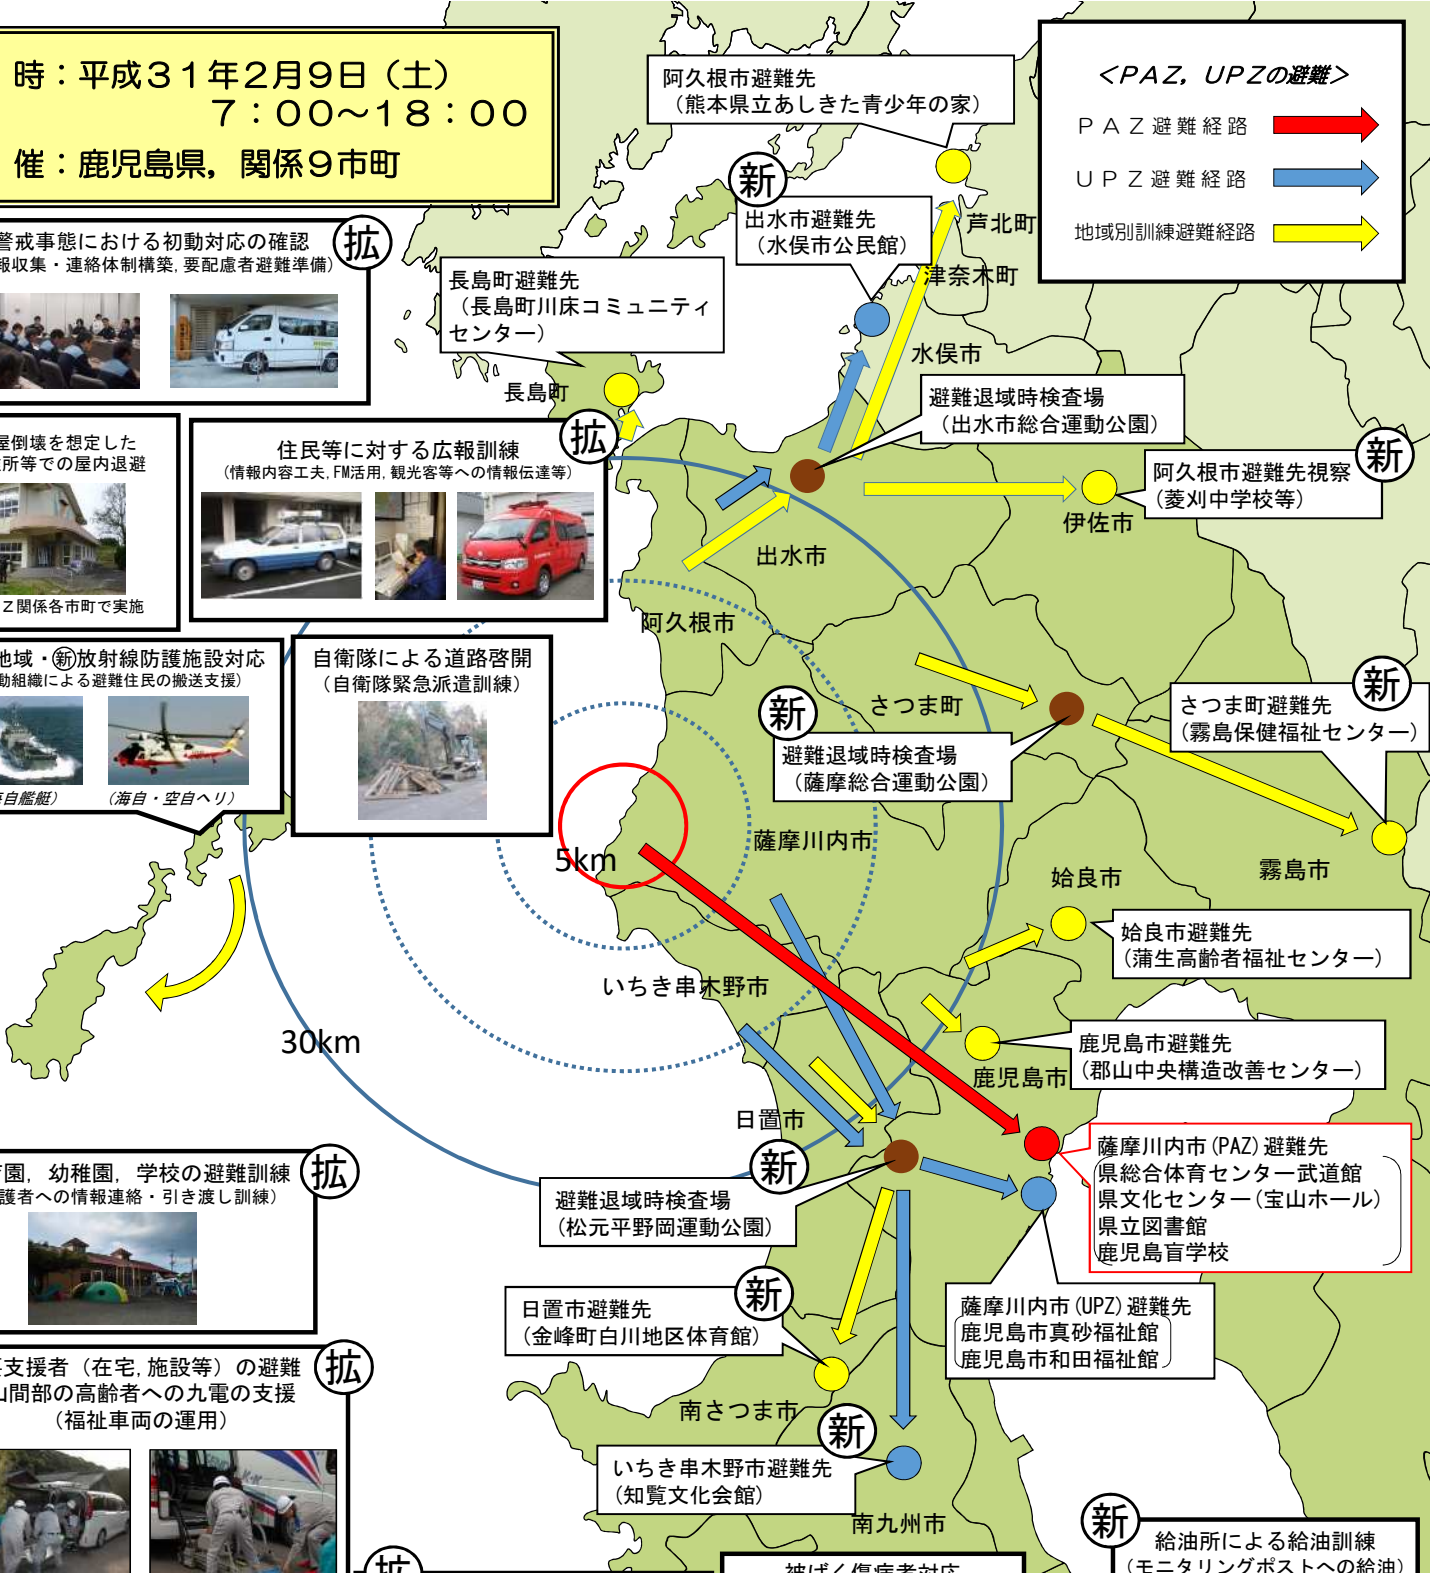 時：平成３１年２月９日（土）
７：００～１８：００
催：鹿児島県，関係９市町
＜ＰＡＺ，ＵＰＺの避難＞
ＰＡＺ避難経路
ＵＰＺ避難経路
地域別訓練避難経路
阿久根市避難先
（熊本県立あしきた青少年の家）
新
出水市避難先
（水俣市公民館）
芦北町
津奈木町
水俣市
警戒事態における初動対応の確認
報収集・連絡体制構築,要配慮者避難準備）
拡
長島町避難先
（長島町川床コミュニティ
センター）
長島町
避難退域時検査場
（出水市総合運動公園）
屋倒壊を想定した
所等での屋内退避
Ｚ関係各市町で実施
住民等に対する広報訓練
（情報内容工夫,FM活用,観光客等への情報伝達等）
拡
新
阿久根市避難先視察
（菱刈中学校等）
伊佐市
出水市
阿久根市
地域・新放射線防護施設対応
動組織による避難住民の搬送支援）
自艦艇）
（海自・空自ヘリ）
自衛隊による道路啓開
（自衛隊緊急派遣訓練）
さつま町
新
避難退域時検査場
（薩摩総合運動公園）
新
さつま町避難先
（霧島保健福祉センター）
霧島市
5km
薩摩川内市
姶良市
姶良市避難先
（蒲生高齢者福祉センター）
いちき串木野市
30km
鹿児島市避難先
（郡山中央構造改善センター）
鹿児島市
日置市
新
避難退域時検査場
（松元平野岡運動公園）
薩摩川内市(PAZ)避難先
県総合体育センター武道館
県文化センター(宝山ホール)
県立図書館
鹿児島盲学校
園，幼稚園，学校の避難訓練
護者への情報連絡・引き渡し訓練）
拡
新
日置市避難先
（金峰町白川地区体育館）
薩摩川内市(UPZ)避難先
鹿児島市真砂福祉館
鹿児島市和田福祉館
支援者（在宅,施設等）の避難
山間部の高齢者への九電の支援
（福祉車両の運用）
拡
南さつま市
新
いちき串木野市避難先
（知覧文化会館）
南九州市
新
給油所による給油訓練
（モニタリングポストへの給油）
拡
被ばく傷病者対応